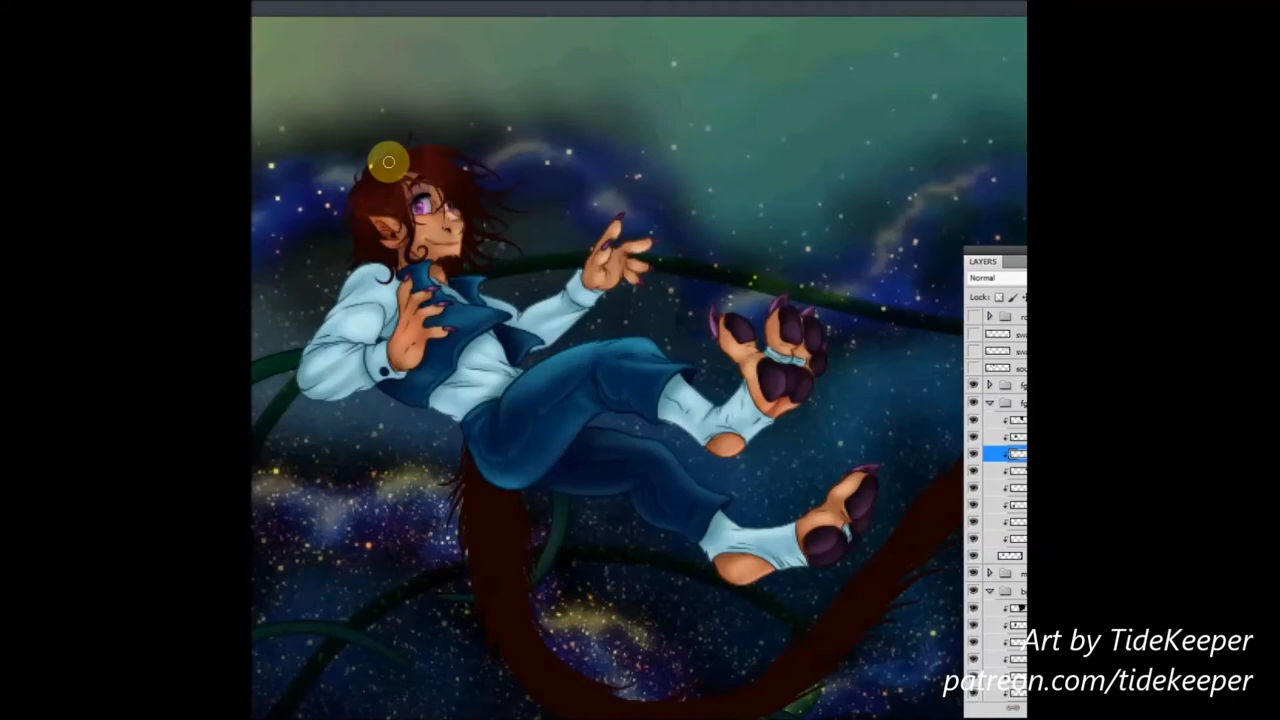 LAYERS
Normal
Lock:
Art by TideKeeper
patreon.com/tidekeeper